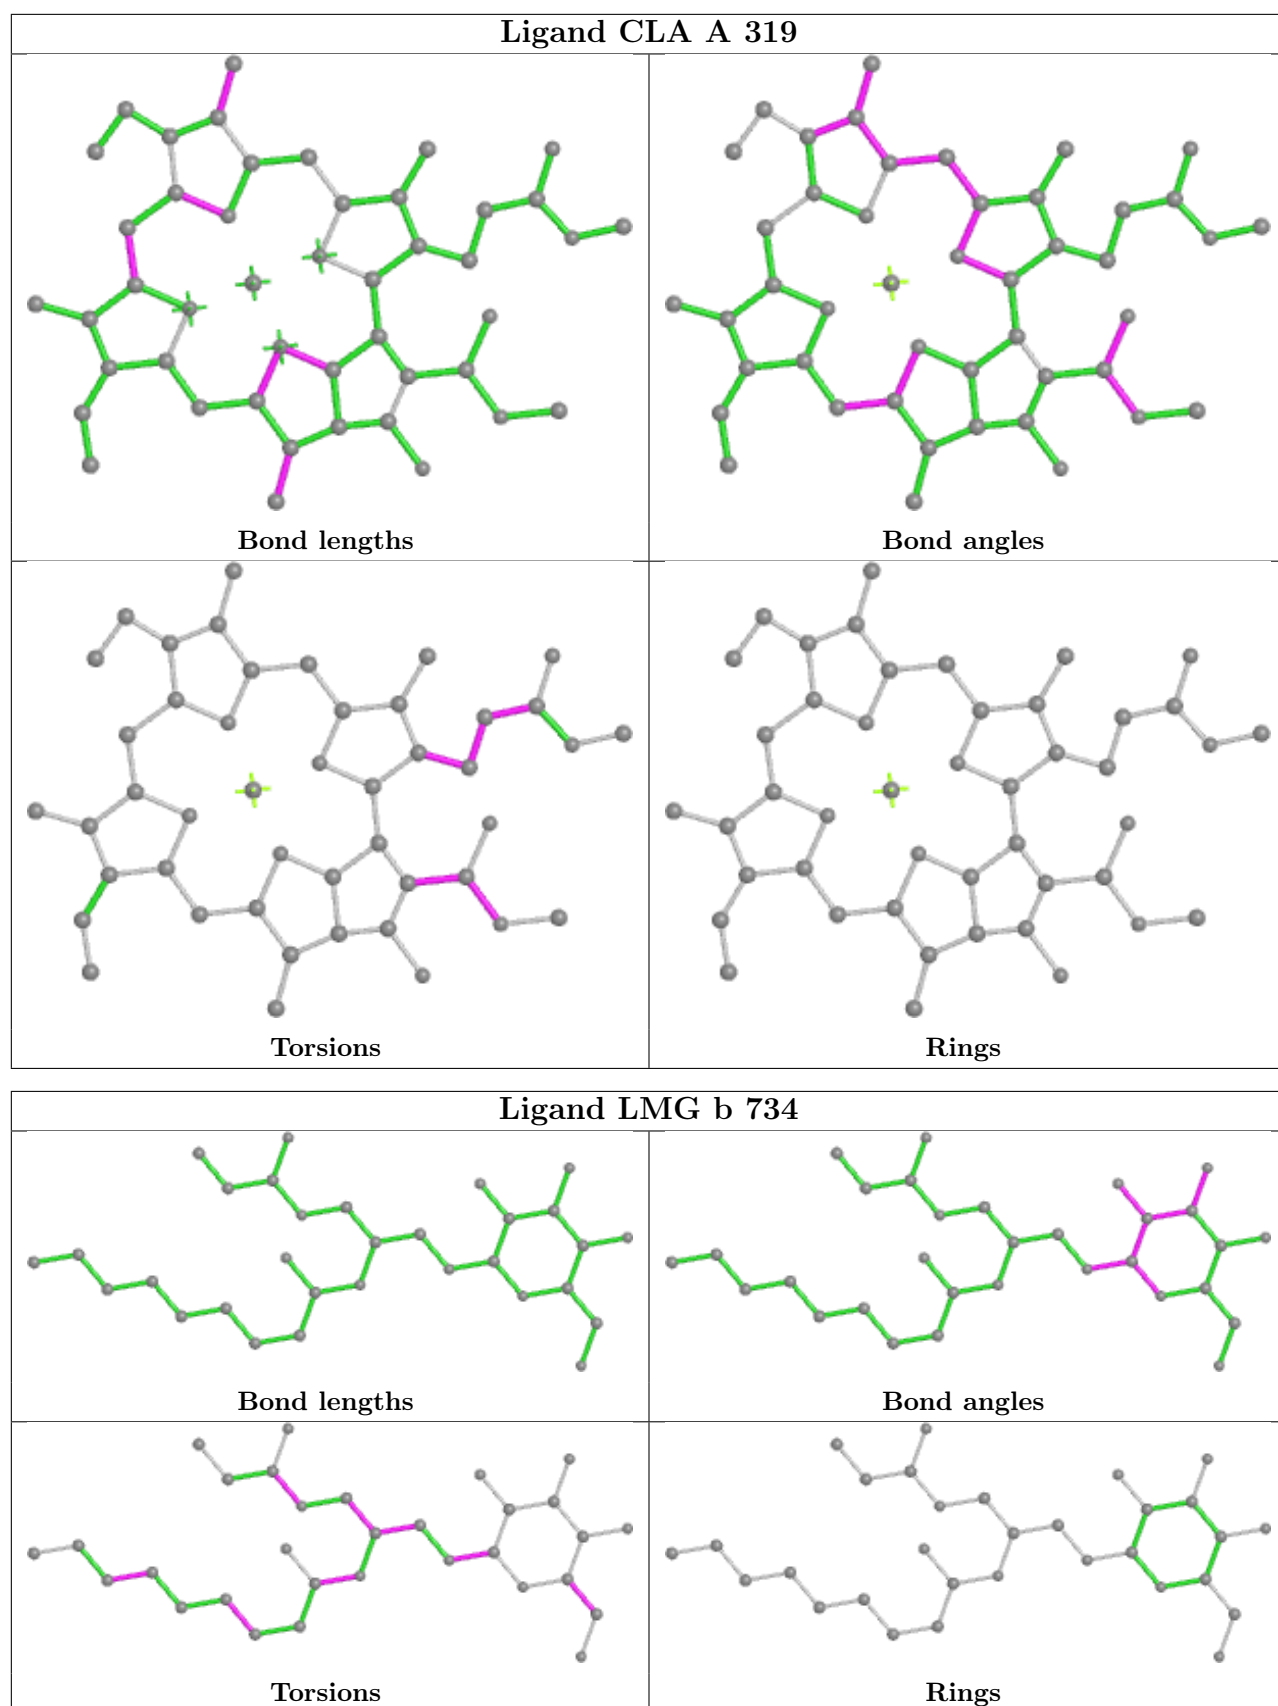 Ligand CLA A 319
Bond lengths
Bond angles
Torsions
Rings
Ligand LMG b 734
Bond lengths
Bond angles
Torsions
Rings